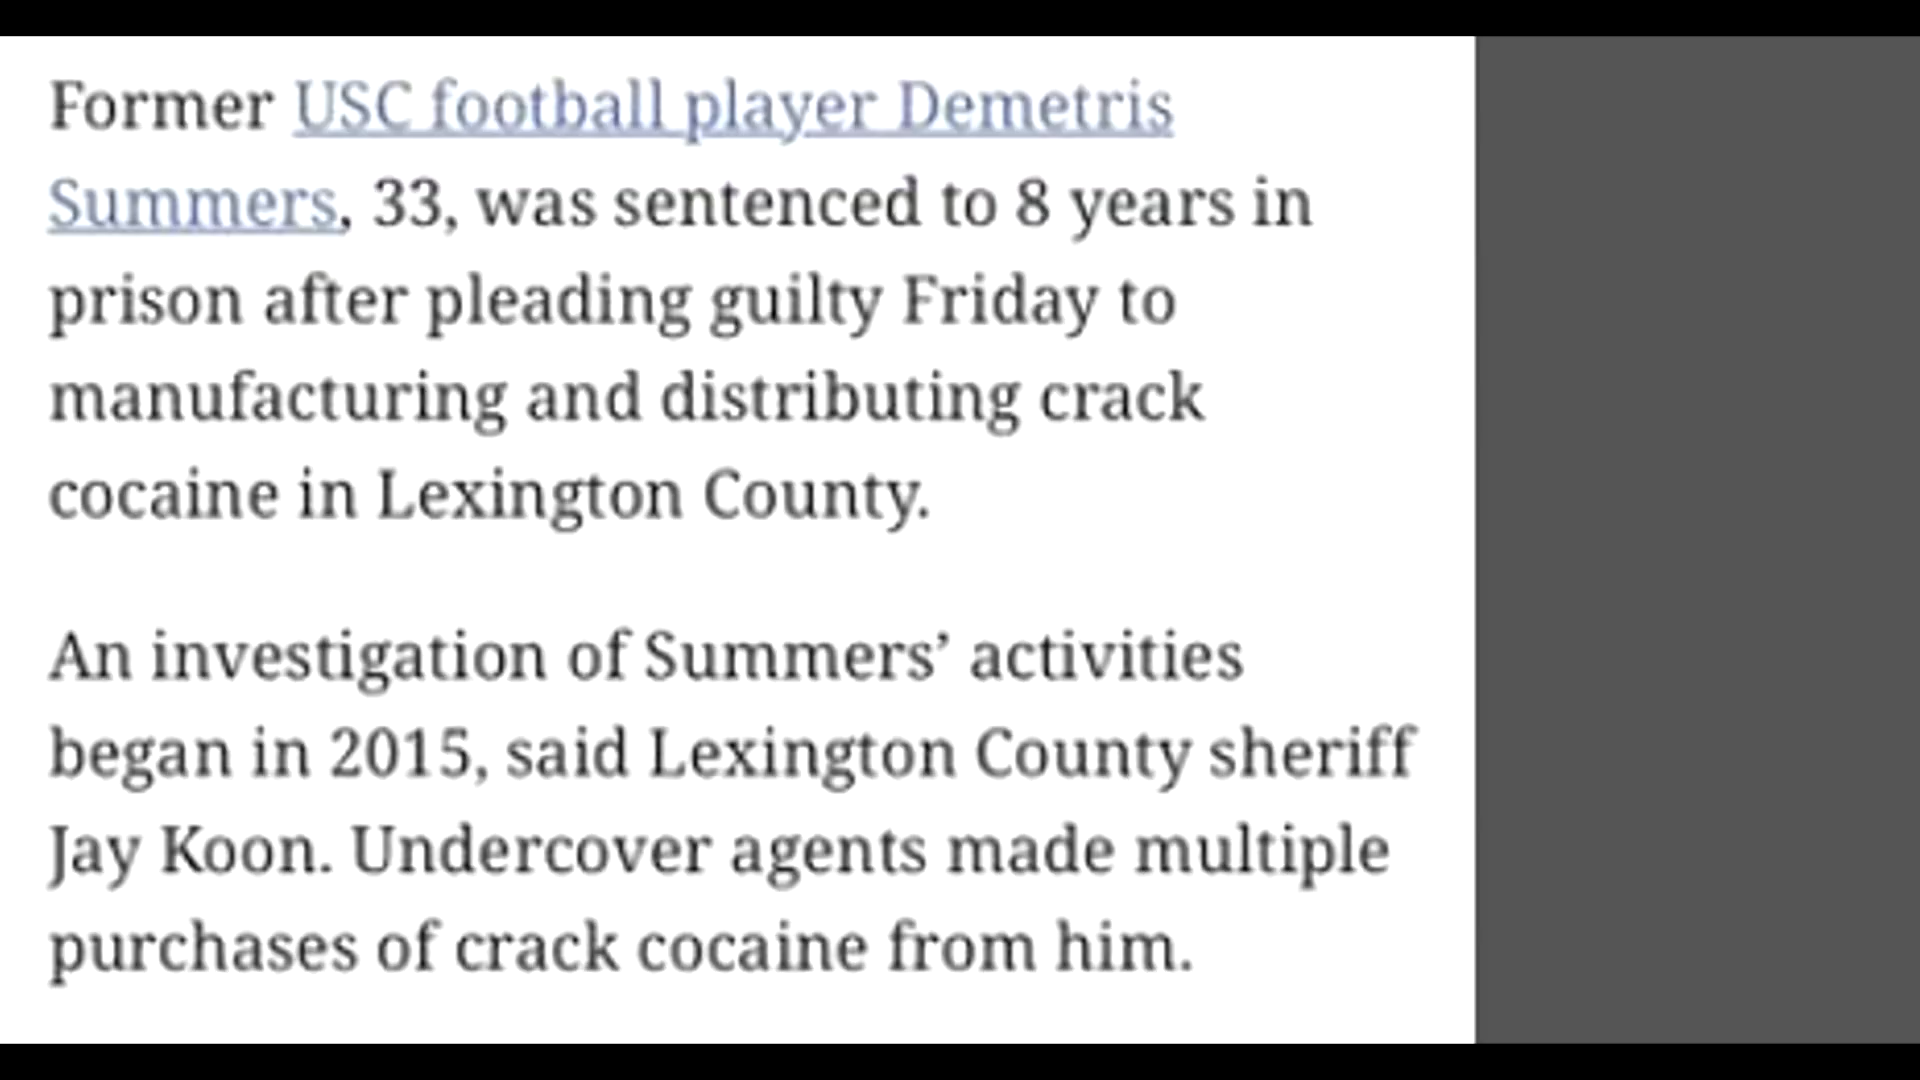 Former USC football player Demetris
Summers, 33, was sentenced to 8 years in
prison after pleading guilty Friday to
manufacturing and distributing crack
cocaine in Lexington County.
An investigation of Summers’ activities
began in 2015, said Lexington County sheriff
Jay Koon. Undercover agents made multiple
purchases of crack cocaine from him.